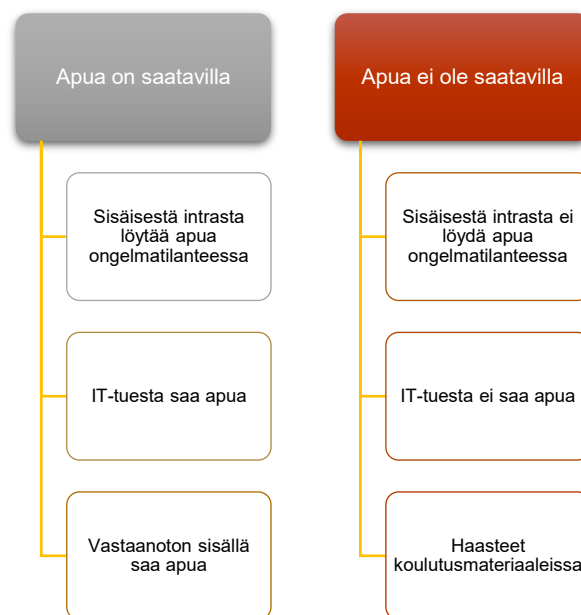 Apua on saatavilla
Sisäisestä intrasta
löytää apua
ongelmatilanteessa
IT-tuesta saa apua
Vastaanoton sisällä
saa apua
Apua ei ole saatavilla
Sisäisestä intrasta ei
löydä apua
ongelmatilanteessa
IT-tuesta ei saa apua
Haasteet
koulutusmateriaaleissa